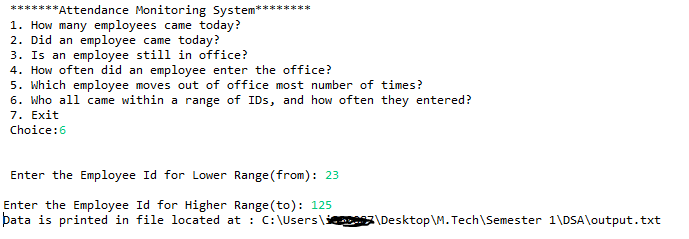 *******Attendance Monitoring System********
1. How many employees came today?
2. Did an employee came today?
3. Is an employee still in office?
4. How often did an employee enter the office?
5. Which employee moves out of office most number of times?
6. Who all came within a range of IDs, and how often they entered?
7. Exit
Choice:6
Enter the Employee Id for Lower Range(from): 23
Enter the Employee Id for Higher Range(to): 125
Data is printed in file located at : C:\Users\ \Desktop\M.Tech\Semester 1\DSA\output.txt